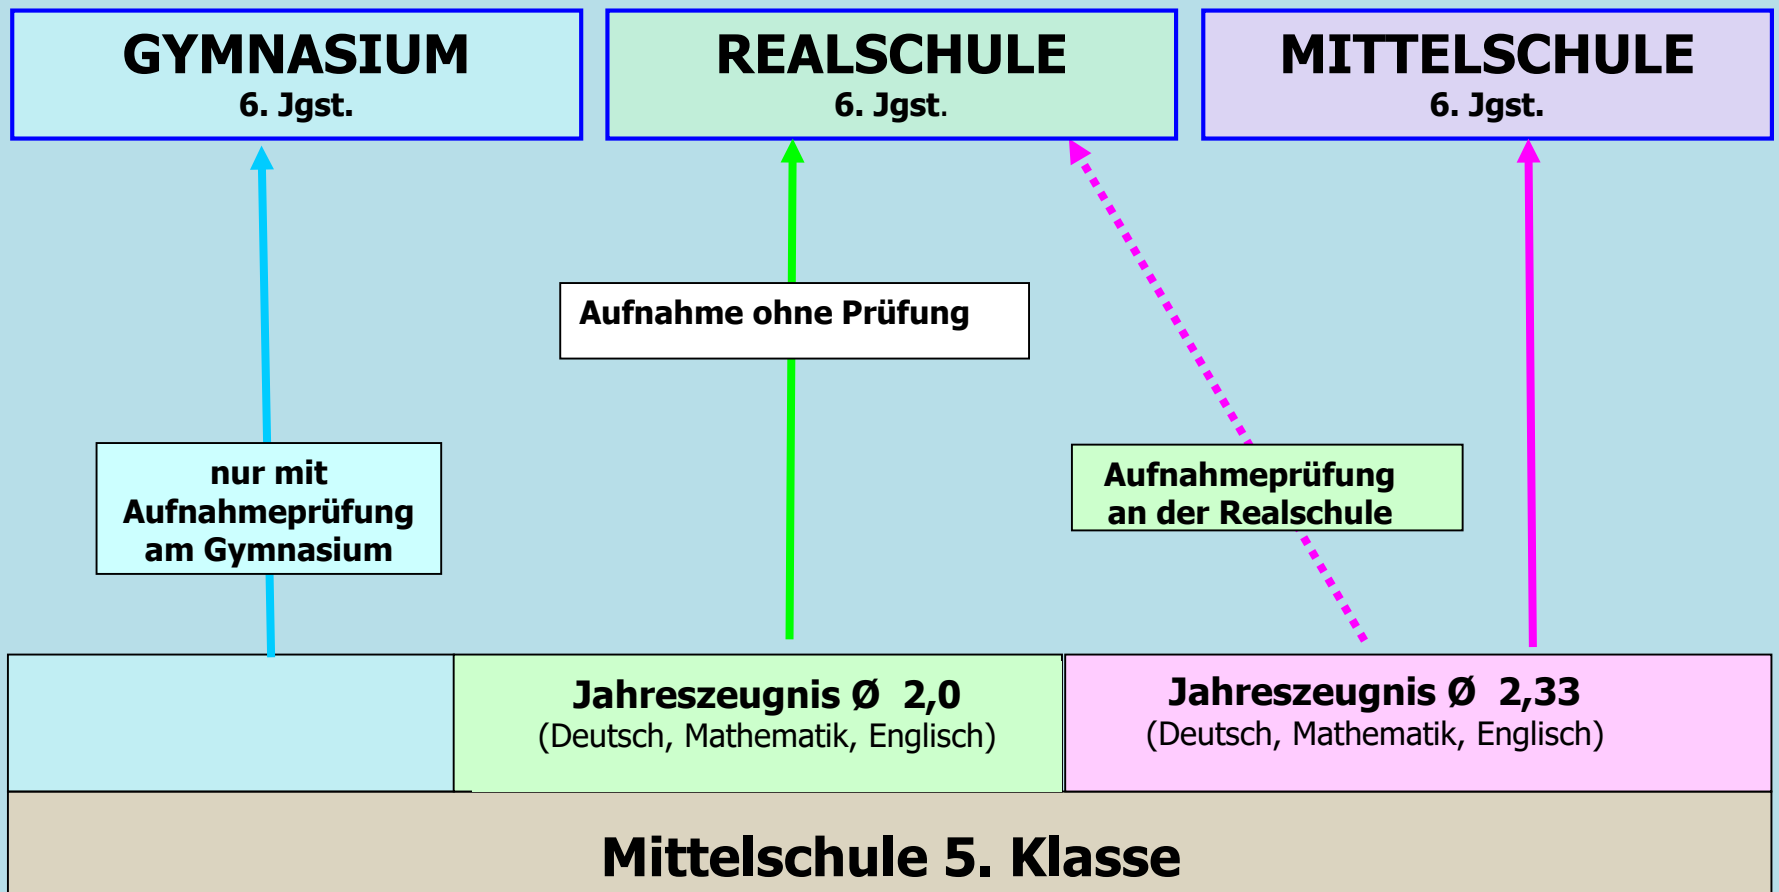 GYMNASIUM
6. Jgst.
REALSCHULE
6. Jgst.
MITTELSCHULE
6. Jgst.
Aufnahme ohne Prüfung
nur mit
Aufnahmeprüfung
am Gymnasium
Aufnahmeprüfung
an der Realschule
Jahreszeugnis Ø 2,0
(Deutsch, Mathematik, Englisch)
Jahreszeugnis Ø 2,33
(Deutsch, Mathematik, Englisch)
Mittelschule 5. Klasse